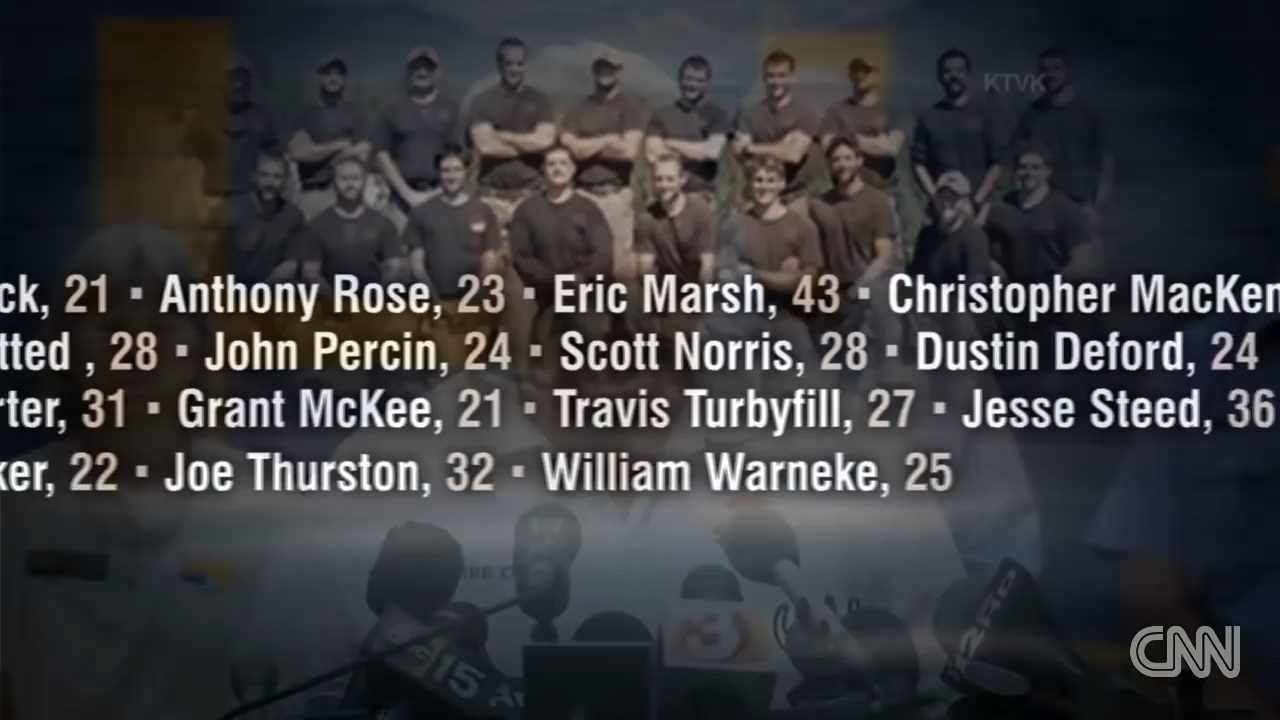 KTVK
ck, 21 ▪ Anthony Rose, 23 ▪ Eric Marsh, 43 ▪ Christopher MacKen
tted , 28 ▪ John Percin, 24 ▪ Scott Norris, 28 ▪ Dustin Deford, 24
rter, 31 ▪ Grant McKee, 21 ▪ Travis Turbyfill, 27 ▪ Jesse Steed, 36
ker, 22 ▪ Joe Thurston, 32 ▪ William Warneke, 25
3
15
CNN